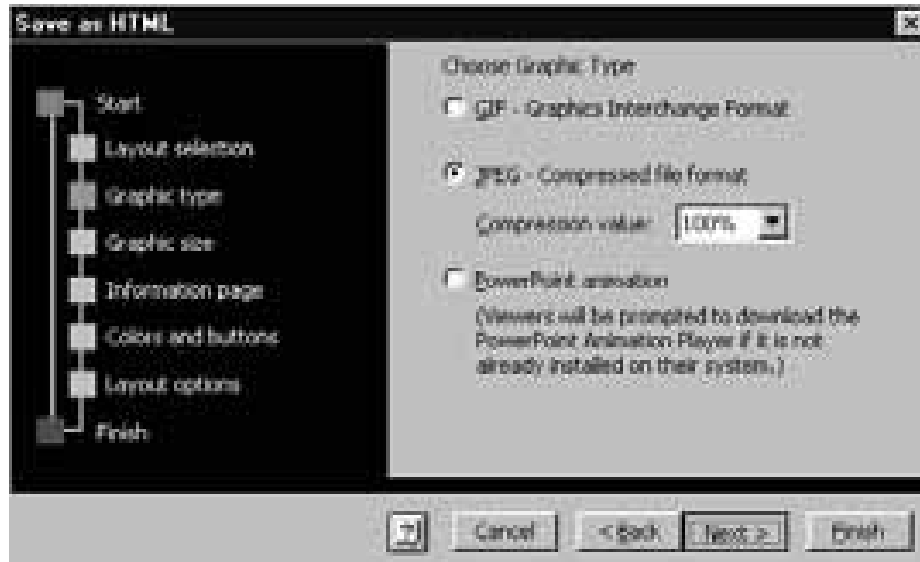 Save as HTML
Start
Layout selection
Graphic type
Graphic size
Information page
Colors and buttons
Layout options
Finish
Choose Graphic Type
GIF - Graphics Interchange Format
JPEG - Compressed file format
Compression value: 100%
PowerPoint animation
(Viewers will be prompted to download the
PowerPoint Animation Player if it is not
already installed on their system.)
? Cancel < Back Next > Finish